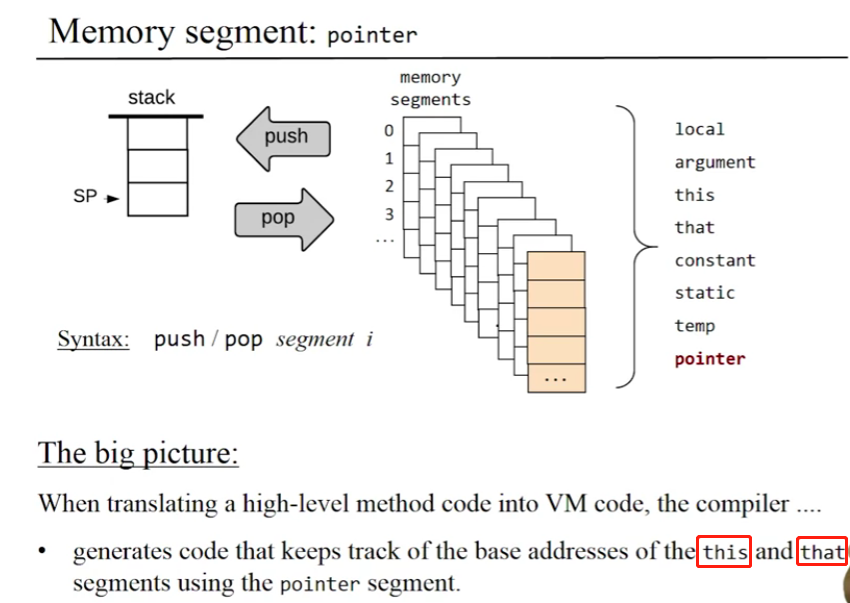 Memory segment: pointer
memory
segments
stack
push
pop
SP
0
1
2
3
...
...
local
argument
this
that
constant
static
temp
pointer
Syntax: push / pop segment i
The big picture:
When translating a high-level method code into VM code, the compiler ....
• generates code that keeps track of the base addresses of the this and that
segments using the pointer segment.